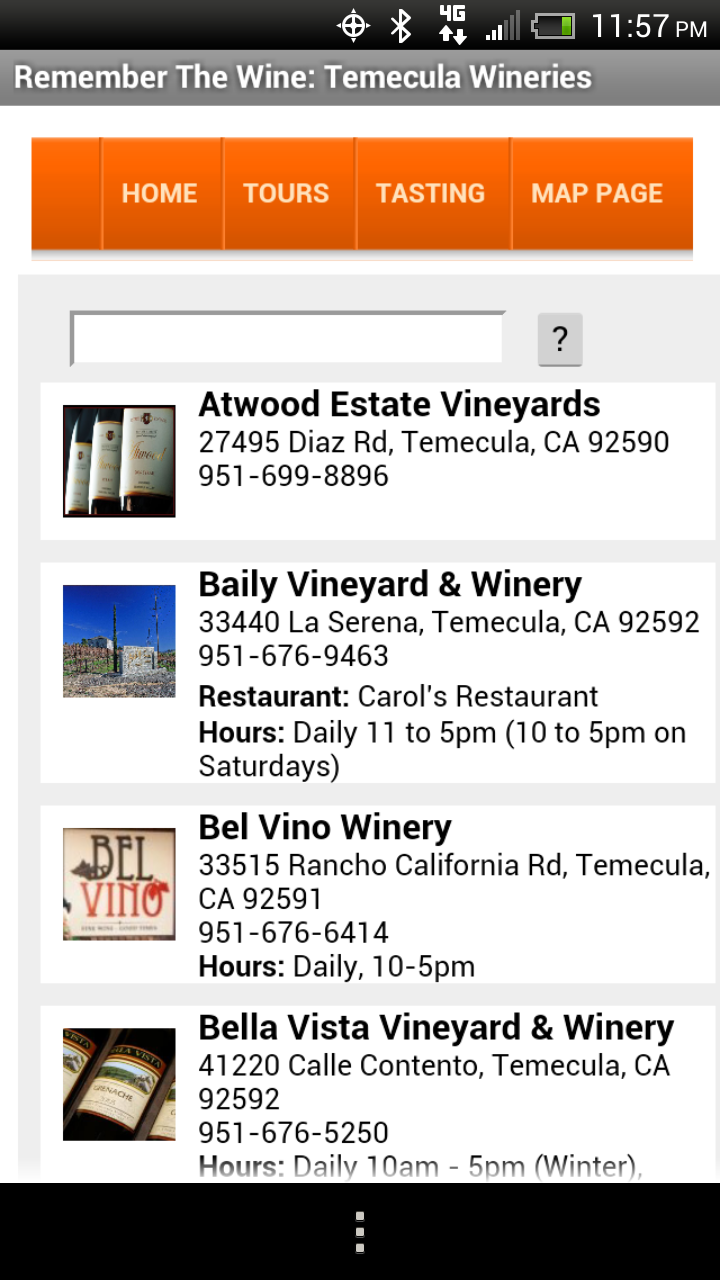 4G
11:57 PM
Remember The Wine: Temecula Wineries
HOME TOURS TASTING MAP PAGE
?
Atwood Estate Vineyards
27495 Diaz Rd, Temecula, CA 92590
951-699-8896
Baily Vineyard & Winery
33440 La Serena, Temecula, CA 92592
951-676-9463
Restaurant: Carol's Restaurant
Hours: Daily 11 to 5pm (10 to 5pm on
Saturdays)
BEL
VINO
Bel Vino Winery
33515 Rancho California Rd, Temecula,
CA 92591
951-676-6414
Hours: Daily, 10-5pm
VISTA
GRENACHE
Bella Vista Vineyard & Winery
41220 Calle Contento, Temecula, CA
92592
951-676-5250
Hours: Daily 10am - 5pm (Winter),